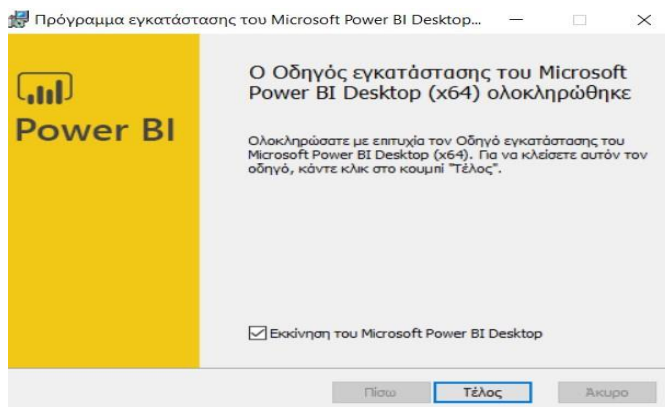 Πρόγραμμα εγκατάστασης του Microsoft Power BI Desktop...
Power BI
Ο Οδηγός εγκατάστασης του Microsoft
Power BI Desktop (x64) ολοκληρώθηκε
Ολοκληρώσατε με επιτυχία τον Οδηγό εγκατάστασης του
Microsoft Power BI Desktop (x64). Για να κλείσετε αυτόν τον
οδηγό, κάντε κλικ στο κουμπί "Τέλος".
Εκκίνηση του Microsoft Power BI Desktop
Πίσω Τέλος Άκυρο